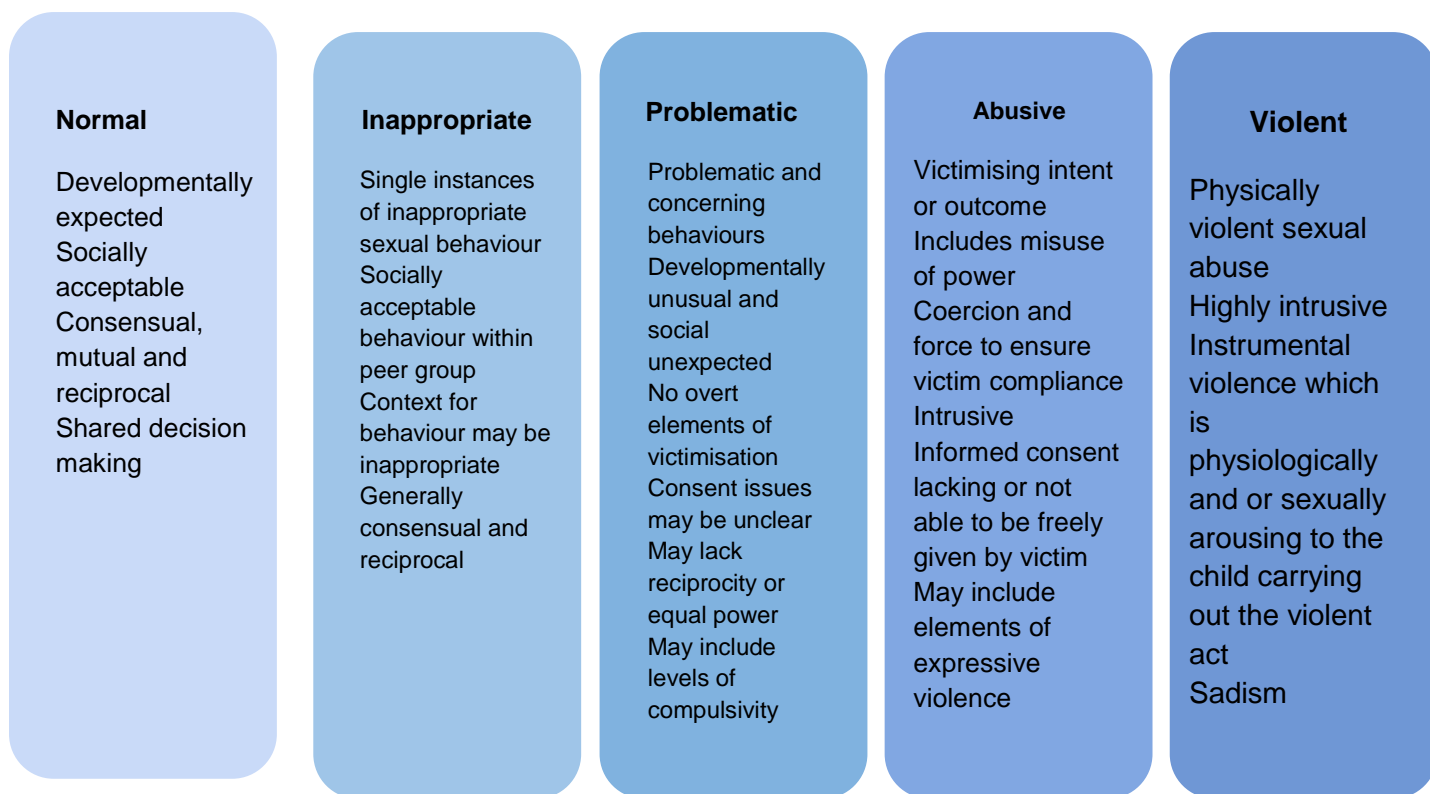 Normal
Developmentally
expected
Socially
acceptable
Consensual,
mutual and
reciprocal
Shared decision
making
Inappropriate
Single instances
of inappropriate
sexual behaviour
Socially
acceptable
behaviour within
peer group
Context for
behaviour may be
inappropriate
Generally
consensual and
reciprocal
Problematic
Problematic and
concerning
behaviours
Developmentally
unusual and
social
unexpected
No overt
elements of
victimisation
Consent issues
may be unclear
May lack
reciprocity or
equal power
May include
levels of
compulsivity
Abusive
Victimising intent
or outcome
Includes misuse
of power
Coercion and
force to ensure
victim compliance
Intrusive
Informed consent
lacking or not
able to be freely
given by victim
May include
elements of
expressive
violence
Violent
Physically
violent sexual
abuse
Highly intrusive
Instrumental
violence which
is
physiologically
and or sexually
arousing to the
child carrying
out the violent
act
Sadism